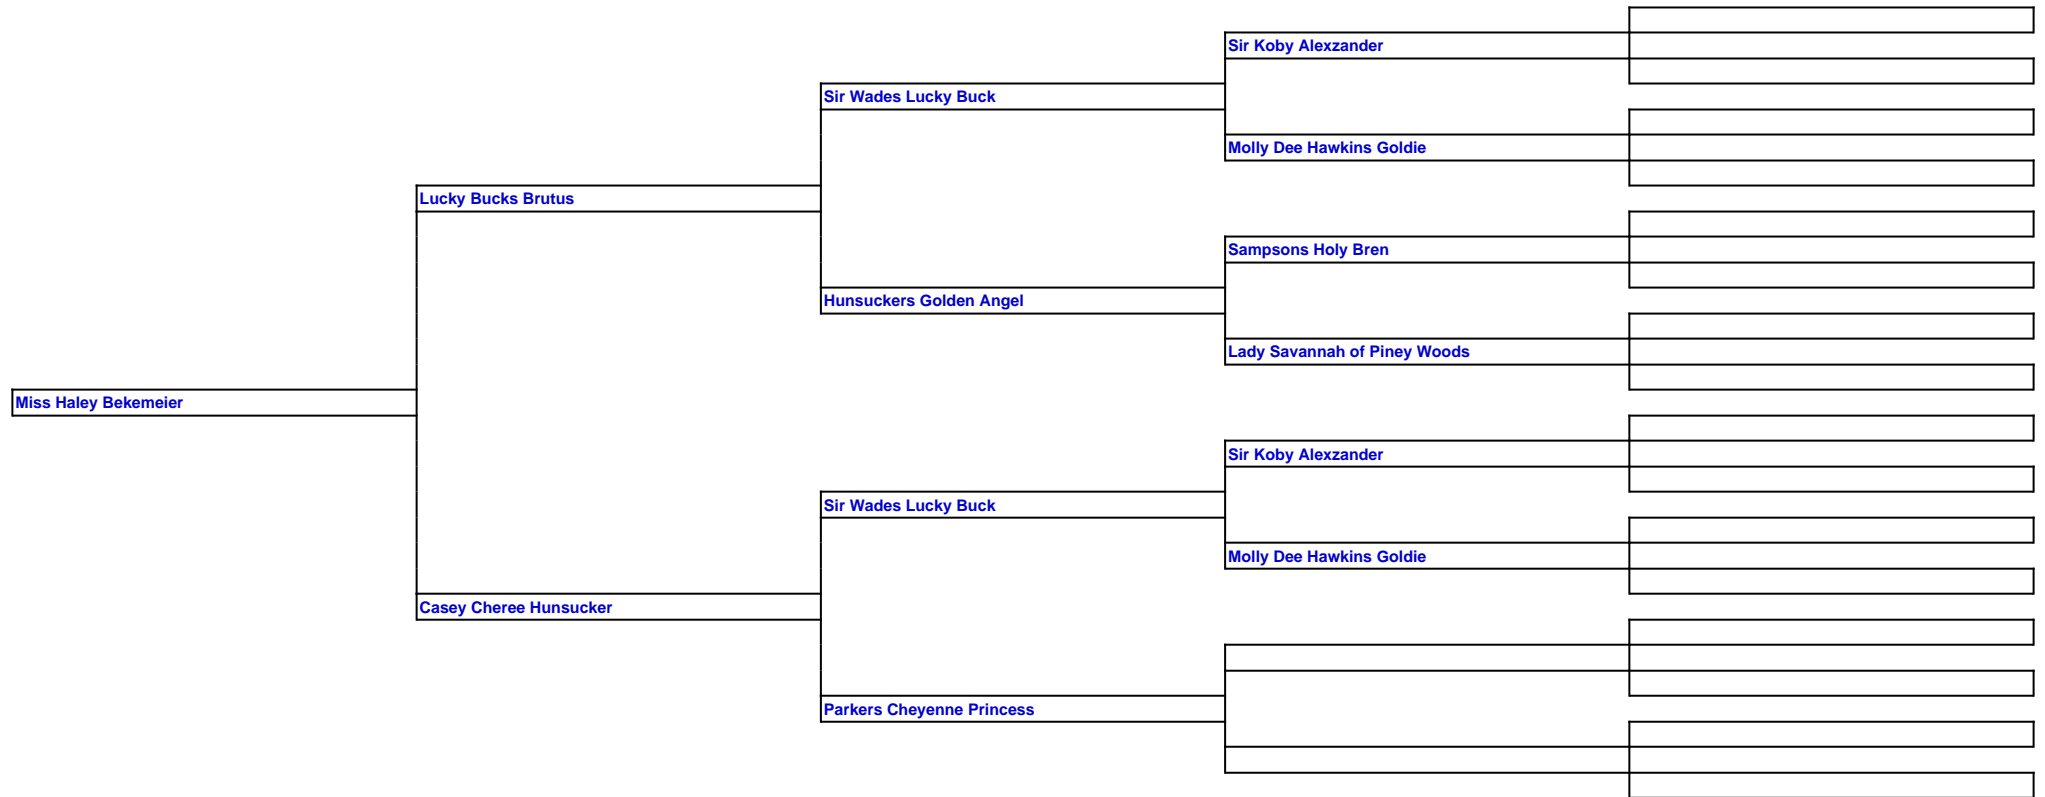 Sir Koby Alexzander
Sir Wades Lucky Buck
Molly Dee Hawkins Goldie
Lucky Bucks Brutus
Sampsons Holy Bren
Hunsuckers Golden Angel
Lady Savannah of Piney Woods
Miss Haley Bekemeier
Sir Koby Alexzander
Sir Wades Lucky Buck
Molly Dee Hawkins Goldie
Casey Cheree Hunsucker
Parkers Cheyenne Princess